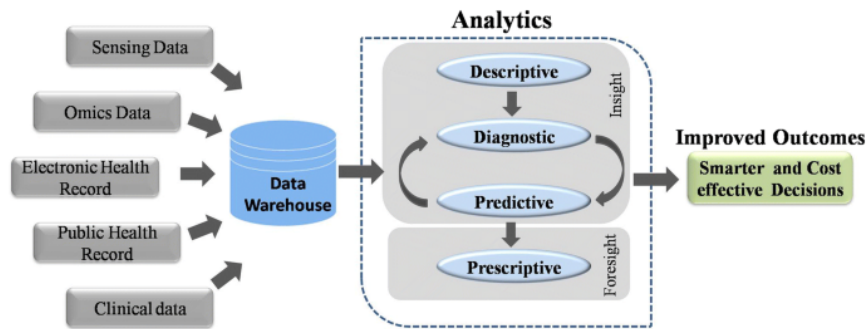 Sensing Data
Omics Data
Electronic Health
Record
Public Health
Record
Clinical data
Data
Warehouse
Analytics
Descriptive
Diagnostic
Predictive
Prescriptive
Insight
Foresight
Improved Outcomes
Smarter and Cost
effective Decisions